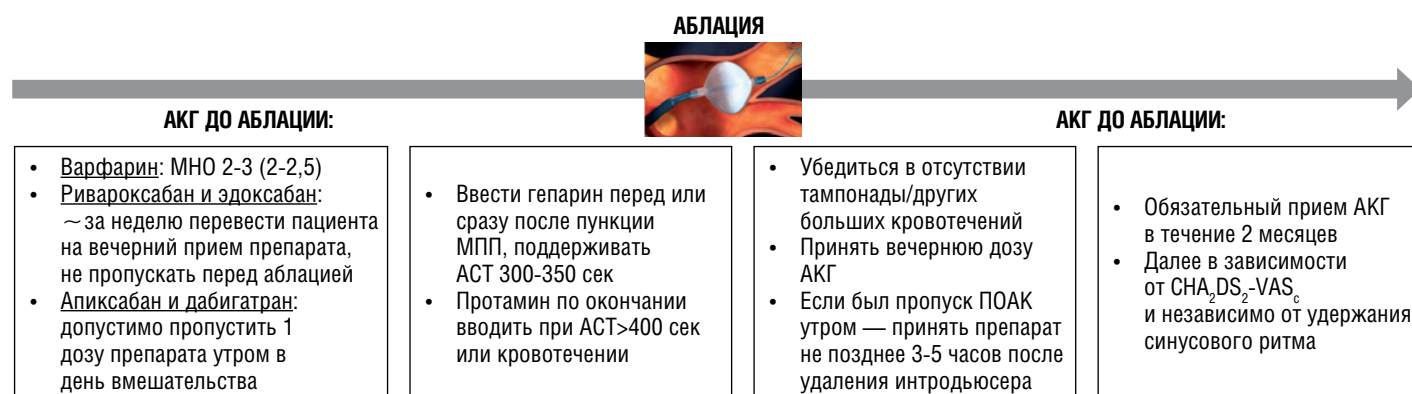 АБЛАЦИЯ
АКГ ДО АБЛАЦИИ:
• Варфарин: МНО 2-3 (2-2,5)
• Ривароксабан и эдоксабан:
~за неделю перевести пациента
на вечерний прием препарата,
не пропускать перед аблацией
• Апиксабан и дабигатран:
допустимо пропустить 1
дозу препарата утром в
день вмешательства
• Ввести гепарин перед или
сразу после пункции
МПП, поддерживать
АСТ 300-350 сек
• Протамин по окончании
вводить при АСТ>400 сек
или кровотечении
АКГ ДО АБЛАЦИИ:
• Убедиться в отсутствии
тампонады/других
больших кровотечений
• Принять вечернюю дозу
АКГ
• Если был пропуск ПОАК
утром — принять препарат
не позднее 3-5 часов после
удаления интродьюсера
• Обязательный прием АКГ
в течение 2 месяцев
• Далее в зависимости
от CHA₂DS₂-VASc
и независимо от удержания
синусового ритма